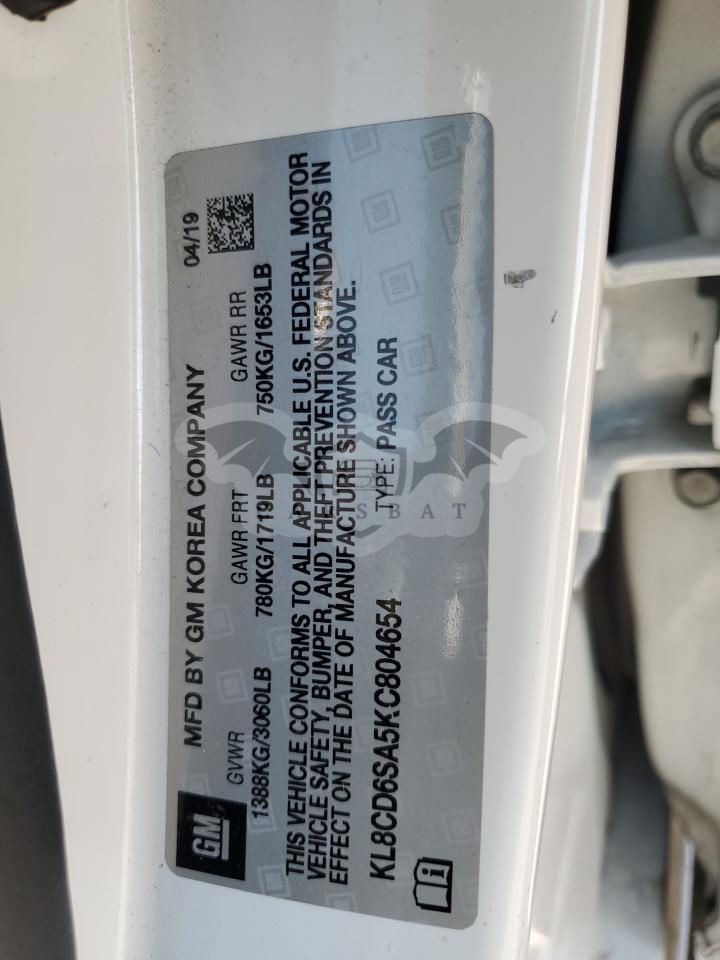 MFD BY GM KOREA COMPANY
04/19
GM
GVWR GAWR FRT GAWR RR
1388KG/3060LB 780KG/1719LB 750KG/1653LB
THIS VEHICLE CONFORMS TO ALL APPLICABLE U.S. FEDERAL MOTOR
VEHICLE SAFETY, BUMPER, AND THEFT PREVENTION STANDARDS IN
EFFECT ON THE DATE OF MANUFACTURE SHOWN ABOVE.
KL8CD6SA5KC804654 TYPE: PASS CAR